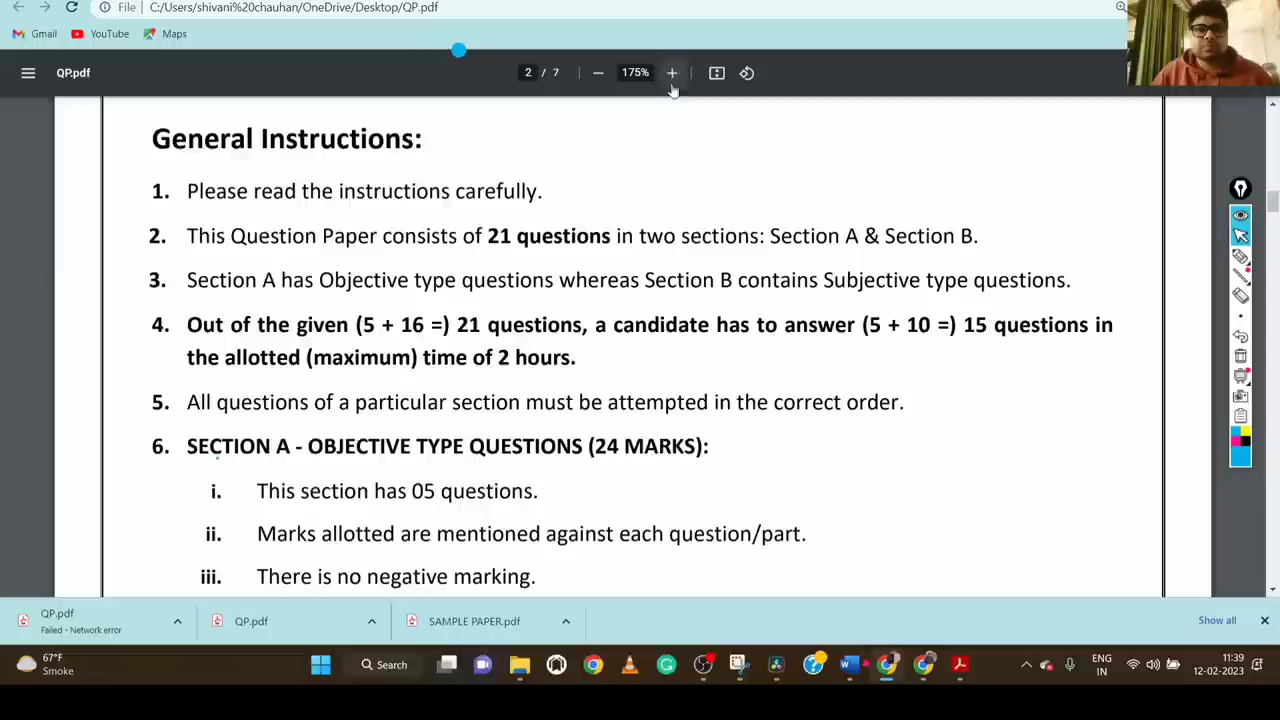 File | C:/Users/shivani%20chauhan/OneDrive/Desktop/QP.pdf
Gmail YouTube Maps
QP.pdf 2 / 7 175%
General Instructions:
1. Please read the instructions carefully.
2. This Question Paper consists of 21 questions in two sections: Section A & Section B.
3. Section A has Objective type questions whereas Section B contains Subjective type questions.
4. Out of the given (5 + 16 =) 21 questions, a candidate has to answer (5 + 10 =) 15 questions in
the allotted (maximum) time of 2 hours.
5. All questions of a particular section must be attempted in the correct order.
6. SECTION A - OBJECTIVE TYPE QUESTIONS (24 MARKS):
i. This section has 05 questions.
ii. Marks allotted are mentioned against each question/part.
iii. There is no negative marking.
QP.pdf
Failed - Network error
QP.pdf
SAMPLE PAPER.pdf
Show all
67°F
Smoke
Search
ENG
IN
11:39
12-02-2023